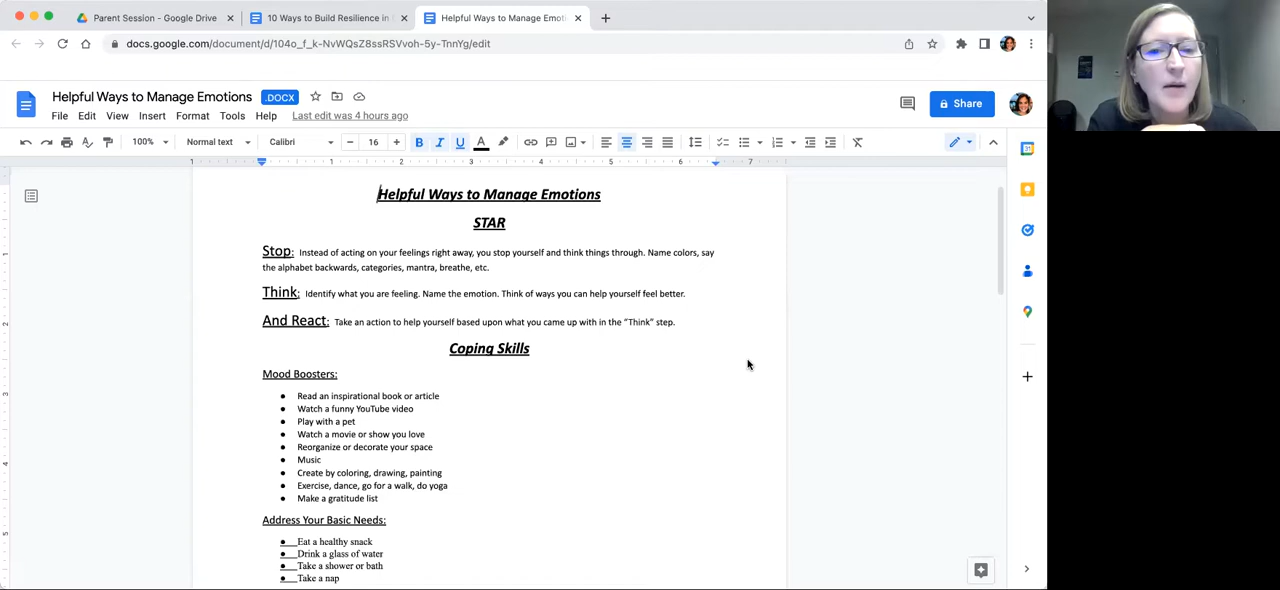 Parent Session - Google Drive
10 Ways to Build Resilience in
Helpful Ways to Manage Emoti
docs.google.com/document/d/104o_f_k-NvWQsZ8ssRSVvoh-5y-TnnYg/edit
Helpful Ways to Manage Emotions .DOCX
Share
File Edit View Insert Format Tools Help Last edit was 4 hours ago
100% Normal text Calibri 16
Helpful Ways to Manage Emotions
STAR
Stop: Instead of acting on your feelings right away, you stop yourself and think things through. Name colors, say
the alphabet backwards, categories, mantra, breathe, etc.
Think: Identify what you are feeling. Name the emotion. Think of ways you can help yourself feel better.
And React: Take an action to help yourself based upon what you came up with in the “Think” step.
Coping Skills
Mood Boosters:
● Read an inspirational book or article
● Watch a funny YouTube video
● Play with a pet
● Watch a movie or show you love
● Reorganize or decorate your space
● Music
● Create by coloring, drawing, painting
● Exercise, dance, go for a walk, do yoga
● Make a gratitude list
Address Your Basic Needs:
● Eat a healthy snack
● Drink a glass of water
● Take a shower or bath
● Take a nap